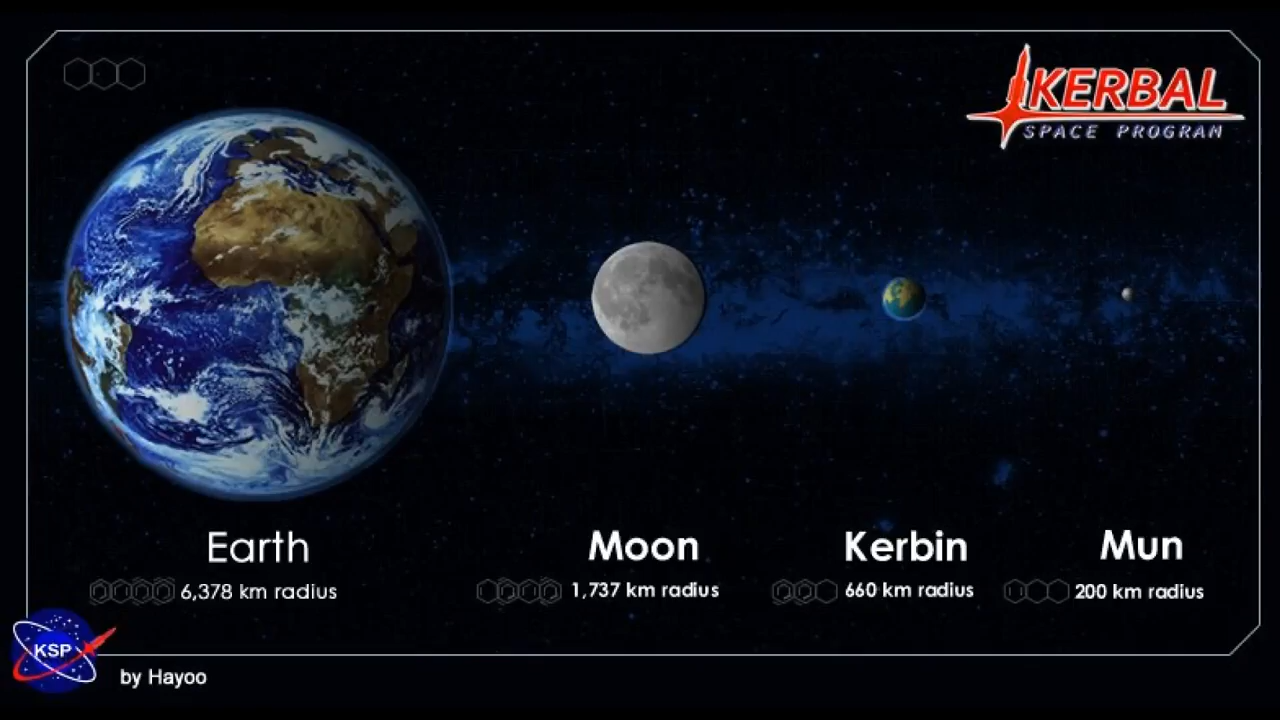 KERBAL
SPACE PROGRAM
Earth
6,378 km radius
Moon
1,737 km radius
Kerbin
660 km radius
Mun
200 km radius
KSP
by Hayoo